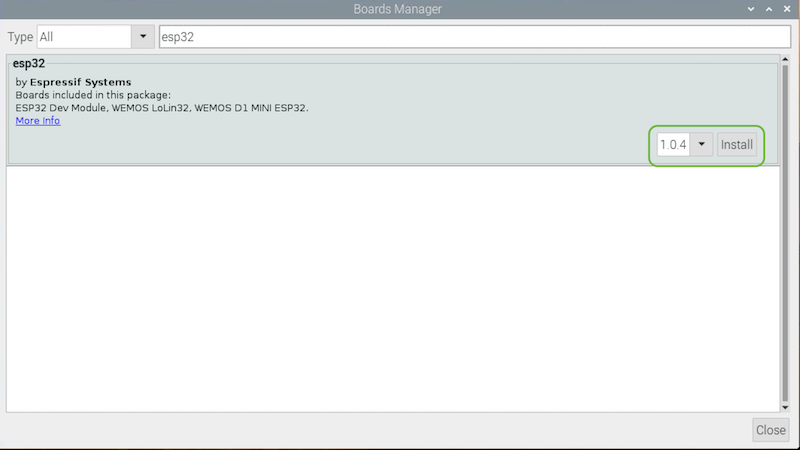 Boards Manager
Type All esp32
esp32
by Espressif Systems
Boards included in this package:
ESP32 Dev Module, WEMOS LoLin32, WEMOS D1 MINI ESP32.
More Info
1.0.4 Install
Close